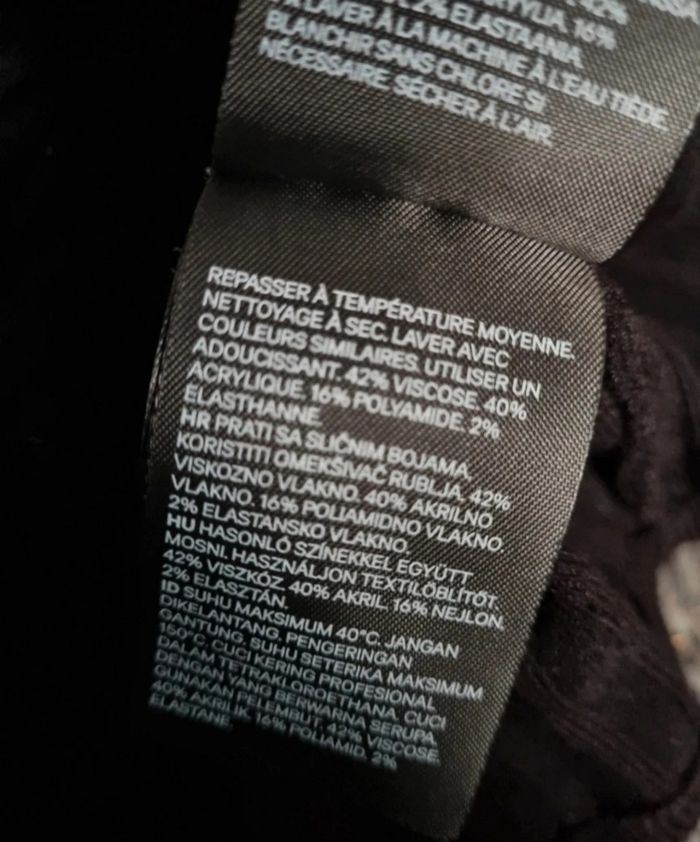 42%
2% ELASTAANIA.
LAVER À LA MACHINE À L'EAU TIÈDE.
BLANCHIR SANS CHLORE SI
NÉCESSAIRE. SÉCHER À L'AIR.
REPASSER À TEMPÉRATURE MOYENNE.
NETTOYAGE À SEC. LAVER AVEC
COULEURS SIMILAIRES. UTILISER UN
ADOUCISSANT. 42% VISCOSE. 40%
ACRYLIQUE. 16% POLYAMIDE. 2%
ELASTHANNE
HR PRATI SA SLIČNIM BOJAMA.
KORISTITI OMEKŠIVAČ RUBLJA. 42%
VISKOZNO VLAKNO. 40% AKRILNO
VLAKNO. 16% POLIAMIDNO VLAKNO.
2% ELASTANSKO VLAKNO.
HU HASONLÓ SZÍNEKKEL EGYÜTT
MOSNI. HASZNÁLJON TEXTILÖBLÍTŐT.
42% VISZKÓZ. 40% AKRIL. 16% NEJLON.
2% ELASZTÁN.
ID SUHU MAKSIMUM 40°C. JANGAN
DIKELANTANG. PENGERINGAN
GANTUNG. SUHU SETERIKA MAKSIMUM
150°C. CUCI KERING PROFESIONAL
DALAM TETRAKLOROETHANA. CUCI
DENGAN YANG BERWARNA SERUPA.
GUNAKAN PELEMBUT. 42% VISCOSE.
40% AKRILIK. 16% POLIAMID. 2%
ELASTANE.